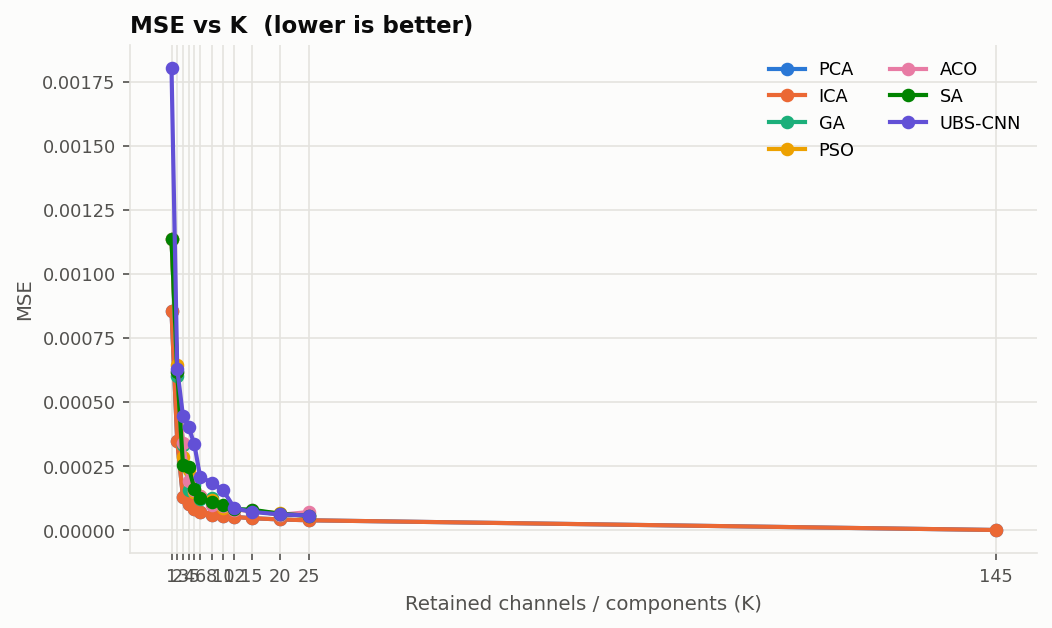 MSE vs K  (lower is better)
PCA
ICA
GA
PSO
ACO
SA
UBS-CNN
0.00175
0.00150
0.00125
0.00100
0.00075
0.00050
0.00025
0.00000
MSE
15 20 25 145
Retained channels / components (K)